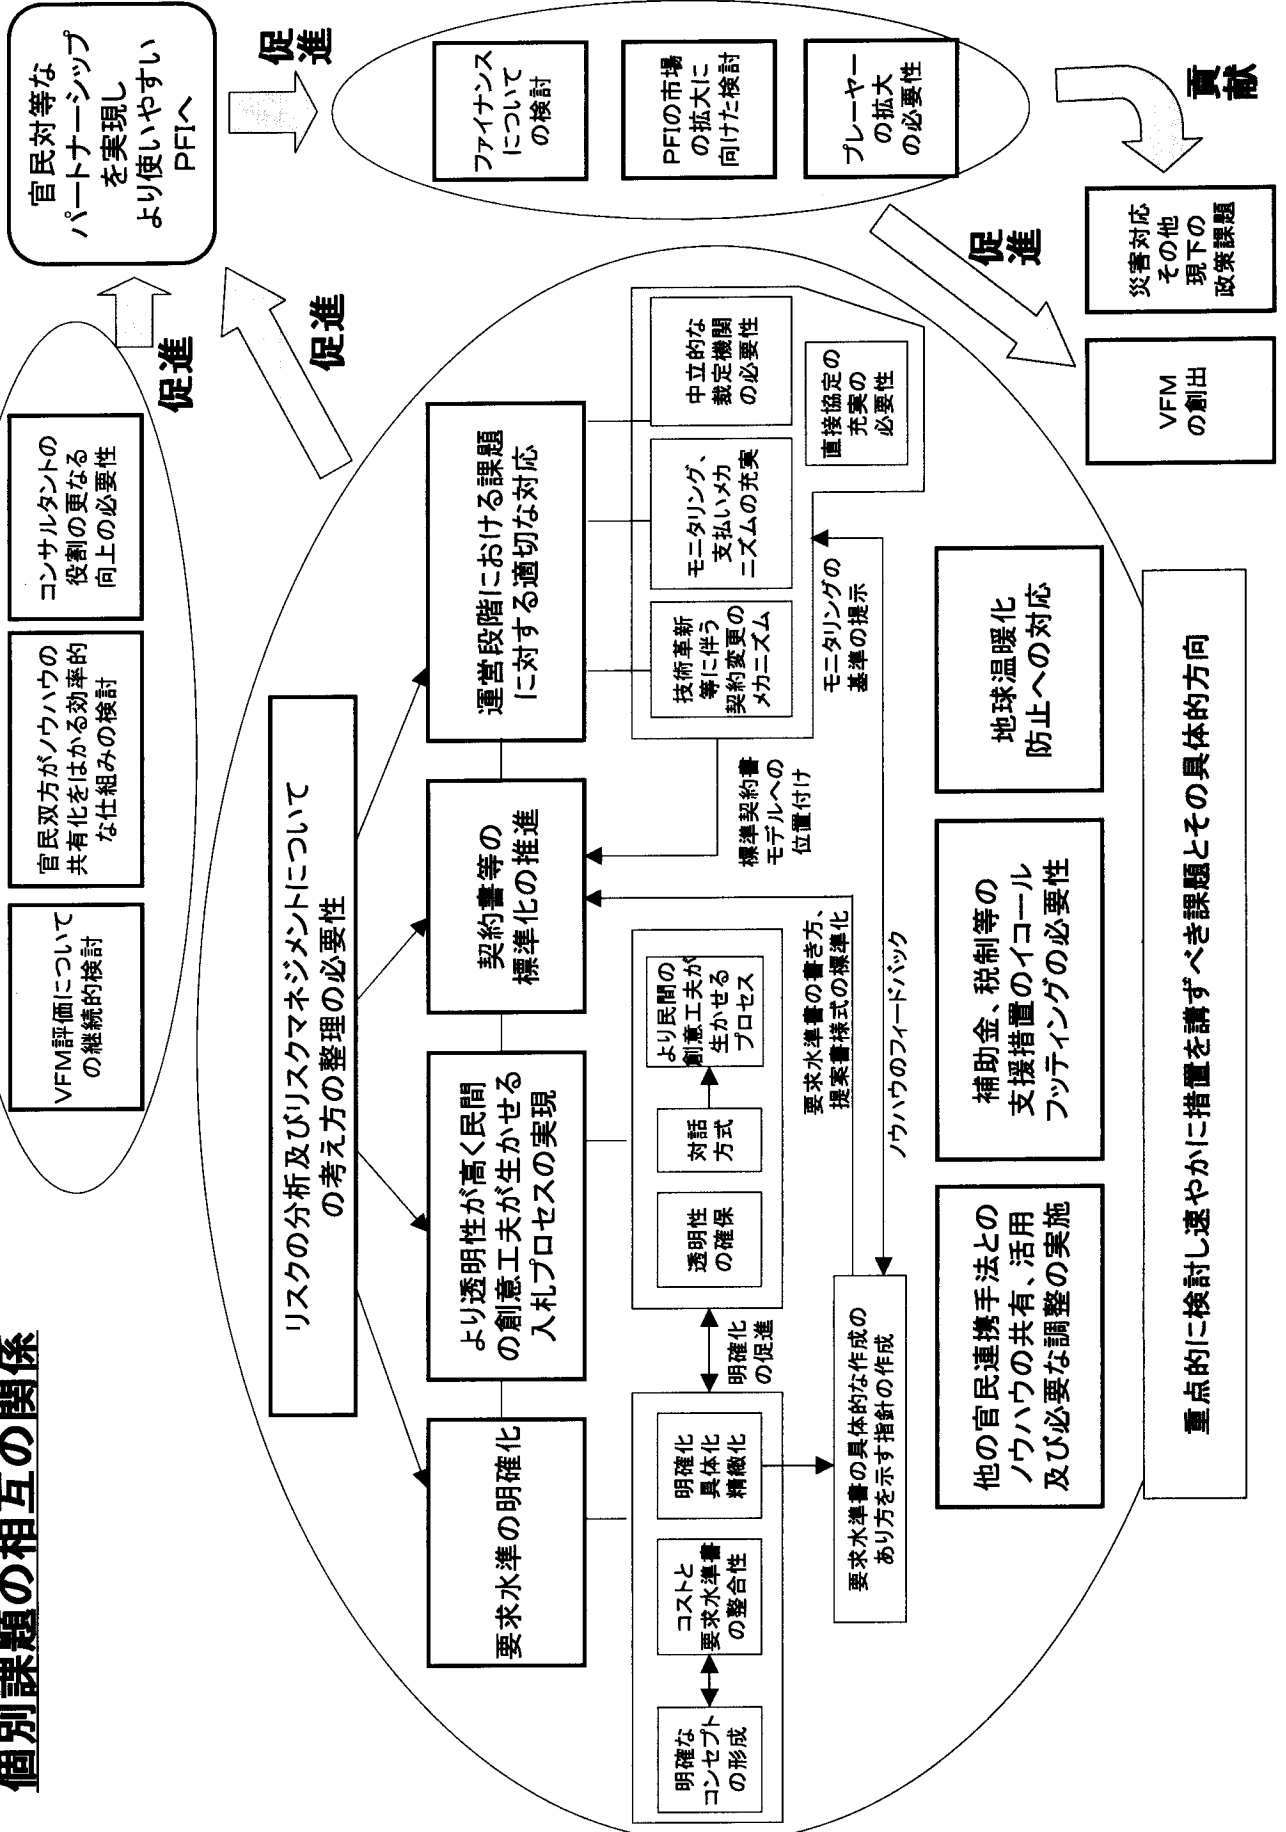 個別課題の相互の関係
VFM評価について
の継続的検討
官民双方がノウハウの
共有化をはかる効率的
な仕組みの検討
コンサルタントの
役割の更なる
向上の必要性
促進
官民対等な
パートナーシップ
を実現し
より使いやすい
PFIへ
促進
促進
リスクの分析及びリスクマネジメントについて
の考え方の整理の必要性
要求水準の明確化
より透明性が高く民間
の創意工夫が生かせる
入札プロセスの実現
契約書等の
標準化の推進
運営段階における課題
に対する適切な対応
ファイナンス
について
の検討
PFIの市場
の拡大に
向けた検討
プレーヤー
の拡大
の必要性
明確な
コンセプト
の形成
コストと
要求水準書
の整合性
明確化
具体化
精緻化
明確化
の促進
透明性
の確保
対話
方式
より民間の
創意工夫が
生かせる
プロセス
標準契約書
モデルへの
位置付け
技術革新
等に伴う
契約変更の
メカニズム
モニタリング、
支払いメカ
ニズムの充実
中立的な
裁定機関
の必要性
直接協定の
充実の
必要性
要求水準書の具体的な作成の
あり方を示す指針の作成
要求水準書の書き方、
提案書様式の標準化
ノウハウのフィードバック
モニタリングの
基準の提示
促進
貢献
他の官民連携手法との
ノウハウの共有、活用
及び必要な調整の実施
補助金、税制等の
支援措置のイコール
フッティングの必要性
地球温暖化
防止への対応
VFM
の創出
災害対応
その他
現下の
政策課題
重点的に検討し速やかに措置を講ずべき課題とその具体的方向